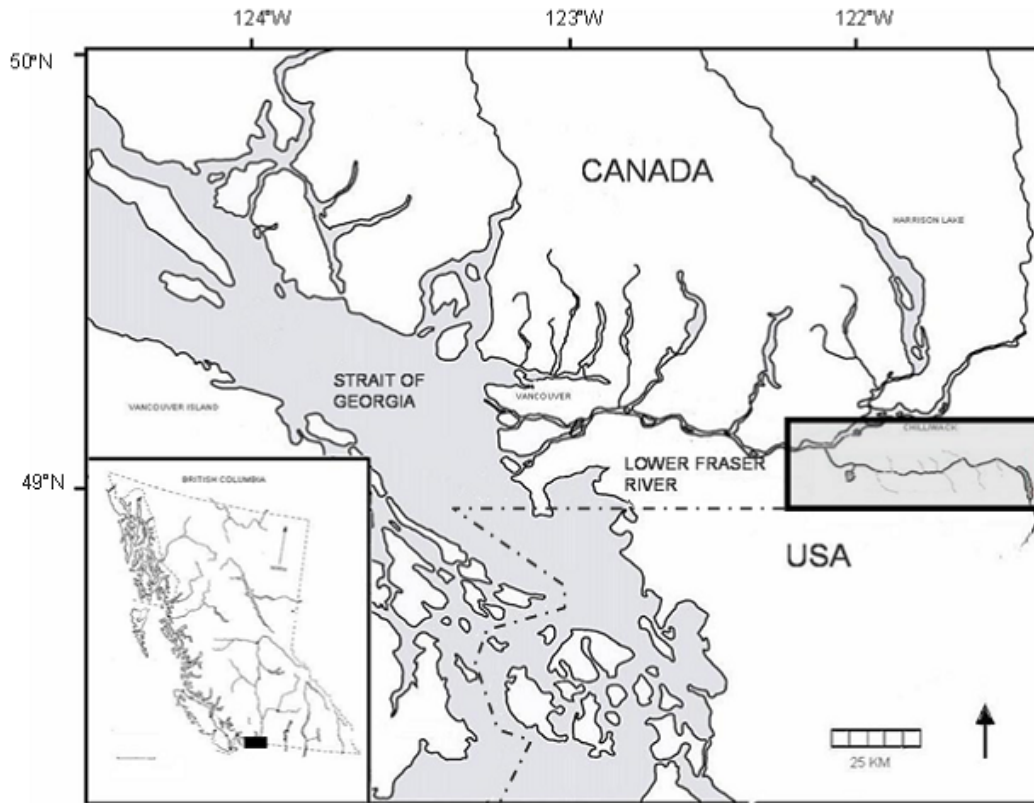 124°W
123°W
122°W
50°N
CANADA
HARRISON LAKE
STRAIT OF
GEORGIA
VANCOUVER
VANCOUVER ISLAND
CHILLIWACK
LOWER FRASER
RIVER
49°N
BRITISH COLUMBIA
USA
25 KM